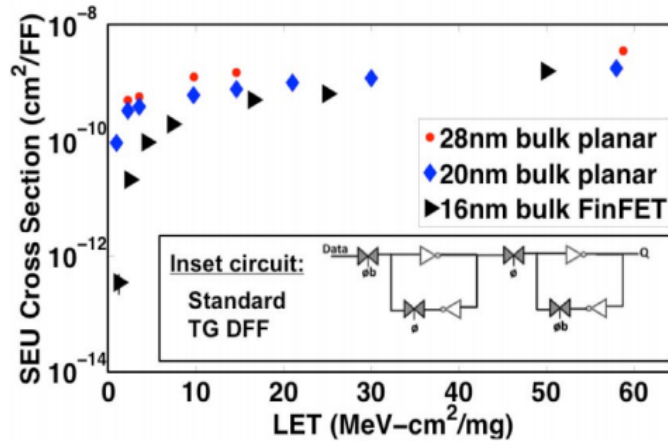 SEU Cross Section (cm²/FF)
10⁻⁸
10⁻¹⁰
10⁻¹²
10⁻¹⁴
28nm bulk planar
20nm bulk planar
16nm bulk FinFET
Inset circuit:
Standard
TG DFF
Data
øb
ø
ø
øb
Q
0 10 20 30 40 50 60
LET (MeV−cm²/mg)